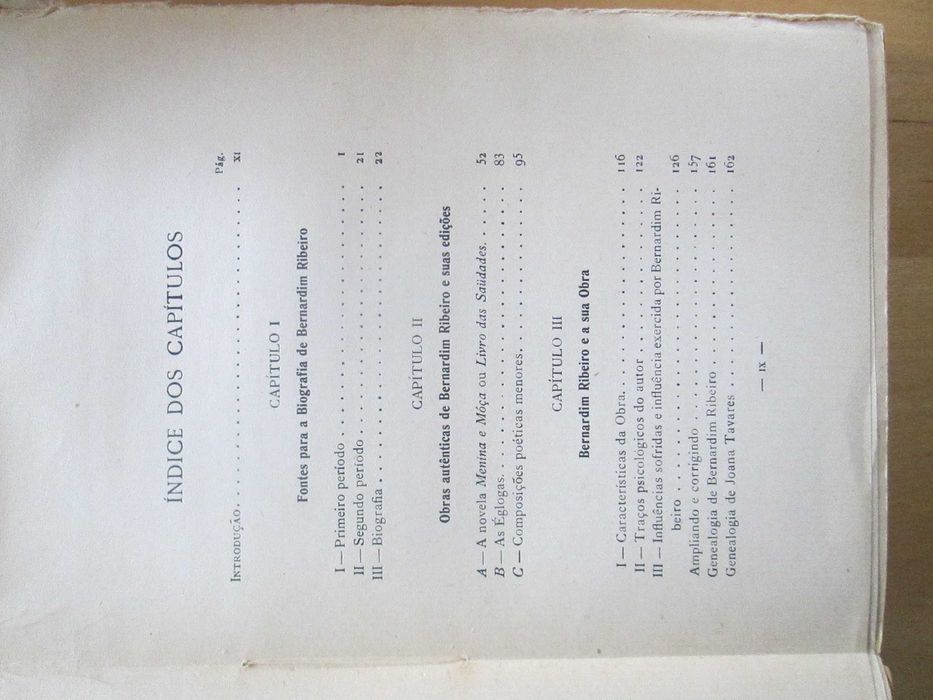 ÍNDICE DOS CAPÍTULOS
Pág.
INTRODUÇÃO. . . . . . . . . . . . . . . . . . . . . . . . . . XI
CAPÍTULO I
Fontes para a Biografia de Bernardim Ribeiro
I — Primeiro período . . . . . . . . . . . . . . . . . . . . 1
II — Segundo período . . . . . . . . . . . . . . . . . . . . 21
III — Biografia . . . . . . . . . . . . . . . . . . . . . . . . 22
CAPÍTULO II
Obras autênticas de Bernardim Ribeiro e suas edições
A — A novela Menina e Môça ou Livro das Saüdades. . . . . . 52
B — As Églogas. . . . . . . . . . . . . . . . . . . . . . . . 83
C — Composições poéticas menores. . . . . . . . . . . . . . 95
CAPÍTULO III
Bernardim Ribeiro e a sua Obra
I — Características da Obra. . . . . . . . . . . . . . . . . 116
II — Traços psicológicos do autor . . . . . . . . . . . . . . 122
III — Influências sofridas e influência exercida por Bernardim Ri-
beiro . . . . . . . . . . . . . . . . . . . . . . . . 126
Ampliando e corrigindo . . . . . . . . . . . . . . . . . . 157
Genealogia de Bernardim Ribeiro . . . . . . . . . . . . . . 161
Genealogia de Joana Tavares . . . . . . . . . . . . . . . . 162
— IX —